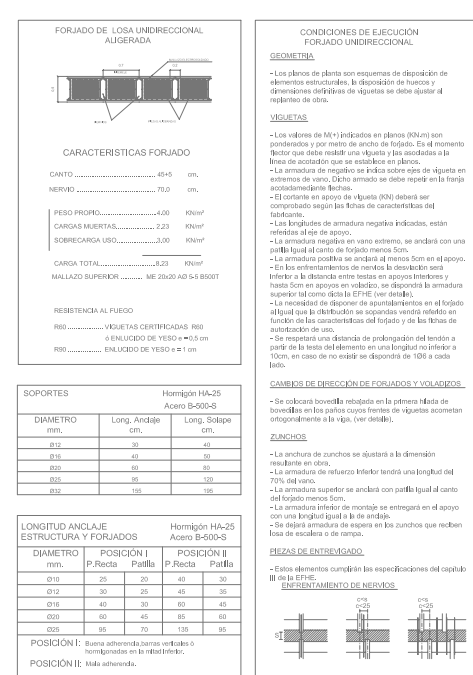 FORJADO DE LOSA UNIDIRECCIONAL
ALIGERADA
CARACTERISTICAS FORJADO
CANTO ........................ 45+5 cm.
NERVIO ....................... 70,0 cm.
PESO PROPIO..................4,00 KN/m²
CARGAS MUERTAS................2,23 KN/m²
SOBRECARGA USO................3,00 KN/m²
CARGA TOTAL..................8,23 KN/m²
MALLAZO SUPERIOR ......... ME 20x20 AØ 5-5 B500T
RESISTENCIA AL FUEGO
R60 ............... VIGUETAS CERTIFICADAS R60
ó ENLUCIDO DE YESO e =0,5 cm
R90 ............... ENLUCIDO DE YESO e = 1 cm
SOPORTES Hormigón HA-25
Acero B-500-S
DIAMETRO Long. Anclaje Long. Solape
mm. cm. cm.
Ø12 30 40
Ø16 40 50
Ø20 60 80
Ø25 95 120
Ø32 155 195
LONGITUD ANCLAJE Hormigón HA-25
ESTRUCTURA Y FORJADOS Acero B-500-S
DIAMETRO POSICIÓN I POSICIÓN II
mm. P.Recta Patilla P.Recta Patilla
Ø10 25 20 40 30
Ø12 30 25 45 35
Ø16 40 30 60 45
Ø20 60 45 85 60
Ø25 95 70 135 95
POSICIÓN I: Buena adherencia,barras verticales ó
hormigonadas en la mitad inferior.
POSICIÓN II: Mala adherencia.
CONDICIONES DE EJECUCIÓN
FORJADO UNIDIRECCIONAL
GEOMETRIA
- Los planos de planta son esquemas de disposición de
elementos estructurales, la disposición de huecos y
dimensiones definitivas de viguetas se debe ajustar al
replanteo de obra.
VIGUETAS
- Los valores de M(+) indicados en planos (KN.m) son
ponderados y por metro de ancho de forjado. Es el momento
flector que debe resistir una vigueta y las asociadas a la
línea de acotación que se establece en planos.
- La armadura de negativo se indica sobre ejes de vigueta en
extremos de vano. Dicho armado se debe repetir en la franja
acotadamediante flechas.
- El cortante en apoyo de vigueta (KN) deberá ser
comprobado según las fichas de características del
fabricante.
- Las longitudes de armadura negativa indicadas, están
referidas al eje de apoyo.
- La armadura negativa en vano extremo, se anclará con una
patilla igual al canto de forjado menos 5cm.
- La armadura positiva se anclará al menos 5cm en el apoyo.
- En los enfrentamientos de nervios la desviación será
inferior a la distancia entre testas en apoyos interiores y
hasta 5cm en apoyos en voladizo, se dispondrá la armadura
superior tal como dicta la EFHE (ver detalle).
- La necesidad de disponer de apuntalamientos en el forjado
al igual que la distribución se sopandas vendrá referido en
función de las características del forjado y de las fichas de
autorización de uso.
- Se respetará una distancia de prolongación del tendón a
partir de la testa del elemento en una longitud no inferior a
10cm, en caso de no existir se dispondrá de 1Ø6 a cada
lado.
CAMBIOS DE DIRECCIÓN DE FORJADOS Y VOLADIZOS
- Se colocará bovedilla rebajada en la primera hilada de
bovedillas en los paños cuyos frentes de viguetas acometan
ortogonalmente a la viga, (ver detalle).
ZUNCHOS
- La anchura de zunchos se ajustará a la dimensión
resultante en obra.
- La armadura de refuerzo inferior tendrá una longitud del
70% del vano.
- La armadura superior se anclará con patilla igual al canto
del forjado menos 5cm.
- La armadura inferior de montaje se entregará en el apoyo
con una longitud igual a la de anclaje.
- Se dejará armadura de espera en los zunchos que reciben
losa de escalera o de rampa.
PIEZAS DE ENTREVIGADO
- Estos elementos cumplirán las especificaciones del capítulo
III de la EFHE.
ENFRENTAMIENTO DE NERVIOS
c<s c<s
c<25 c<25
S